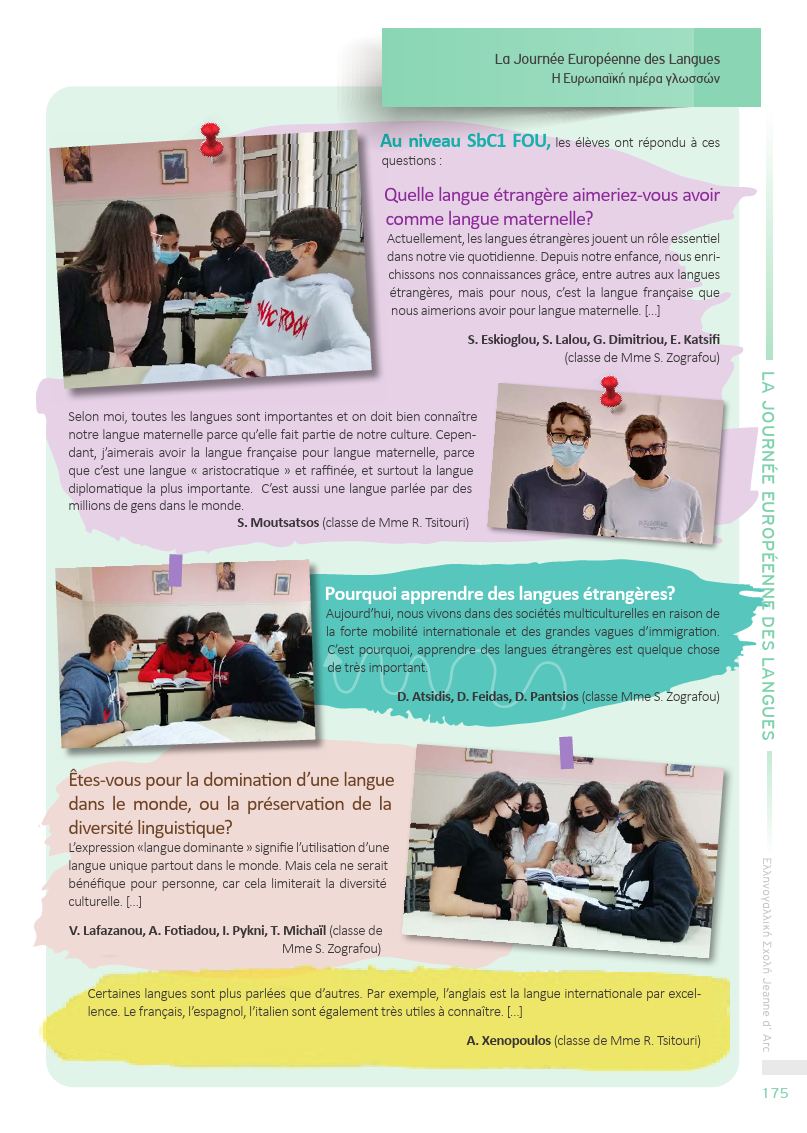 La Journée Européenne des Langues
Η Ευρωπαϊκή ημέρα γλωσσών
Au niveau SbC1 FOU, les élèves ont répondu à ces
questions :
Quelle langue étrangère aimeriez-vous avoir
comme langue maternelle?
Actuellement, les langues étrangères jouent un rôle essentiel
dans notre vie quotidienne. Depuis notre enfance, nous enri-
chissons nos connaissances grâce, entre autres aux langues
étrangères, mais pour nous, c’est la langue française que
nous aimerions avoir pour langue maternelle. [...]
S. Eskioglou, S. Lalou, G. Dimitriou, E. Katsifi
(classe de Mme S. Zografou)
Selon moi, toutes les langues sont importantes et on doit bien connaître
notre langue maternelle parce qu’elle fait partie de notre culture. Cepen-
dant, j’aimerais avoir la langue française pour langue maternelle, parce
que c’est une langue « aristocratique » et raffinée, et surtout la langue
diplomatique la plus importante. C’est aussi une langue parlée par des
millions de gens dans le monde.
S. Moutsatsos (classe de Mme R. Tsitouri)
Pourquoi apprendre des langues étrangères?
Aujourd’hui, nous vivons dans des sociétés multiculturelles en raison de
la forte mobilité internationale et des grandes vagues d’immigration.
C’est pourquoi, apprendre des langues étrangères est quelque chose
de très important.
D. Atsidis, D. Feidas, D. Pantsios (classe Mme S. Zografou)
Êtes-vous pour la domination d’une langue
dans le monde, ou la préservation de la
diversité linguistique?
L’expression «langue dominante » signifie l’utilisation d’une
langue unique partout dans le monde. Mais cela ne serait
bénéfique pour personne, car cela limiterait la diversité
culturelle. [...]
V. Lafazanou, A. Fotiadou, I. Pykni, T. Michaïl (classe de
Mme S. Zografou)
Certaines langues sont plus parlées que d’autres. Par exemple, l’anglais est la langue internationale par excel-
lence. Le français, l’espagnol, l’italien sont également très utiles à connaître. [...]
A. Xenopoulos (classe de Mme R. Tsitouri)
LA JOURNÉE EUROPÉENNE DES LANGUES
Ελληνογαλλική Σχολή Jeanne d’ Arc
175